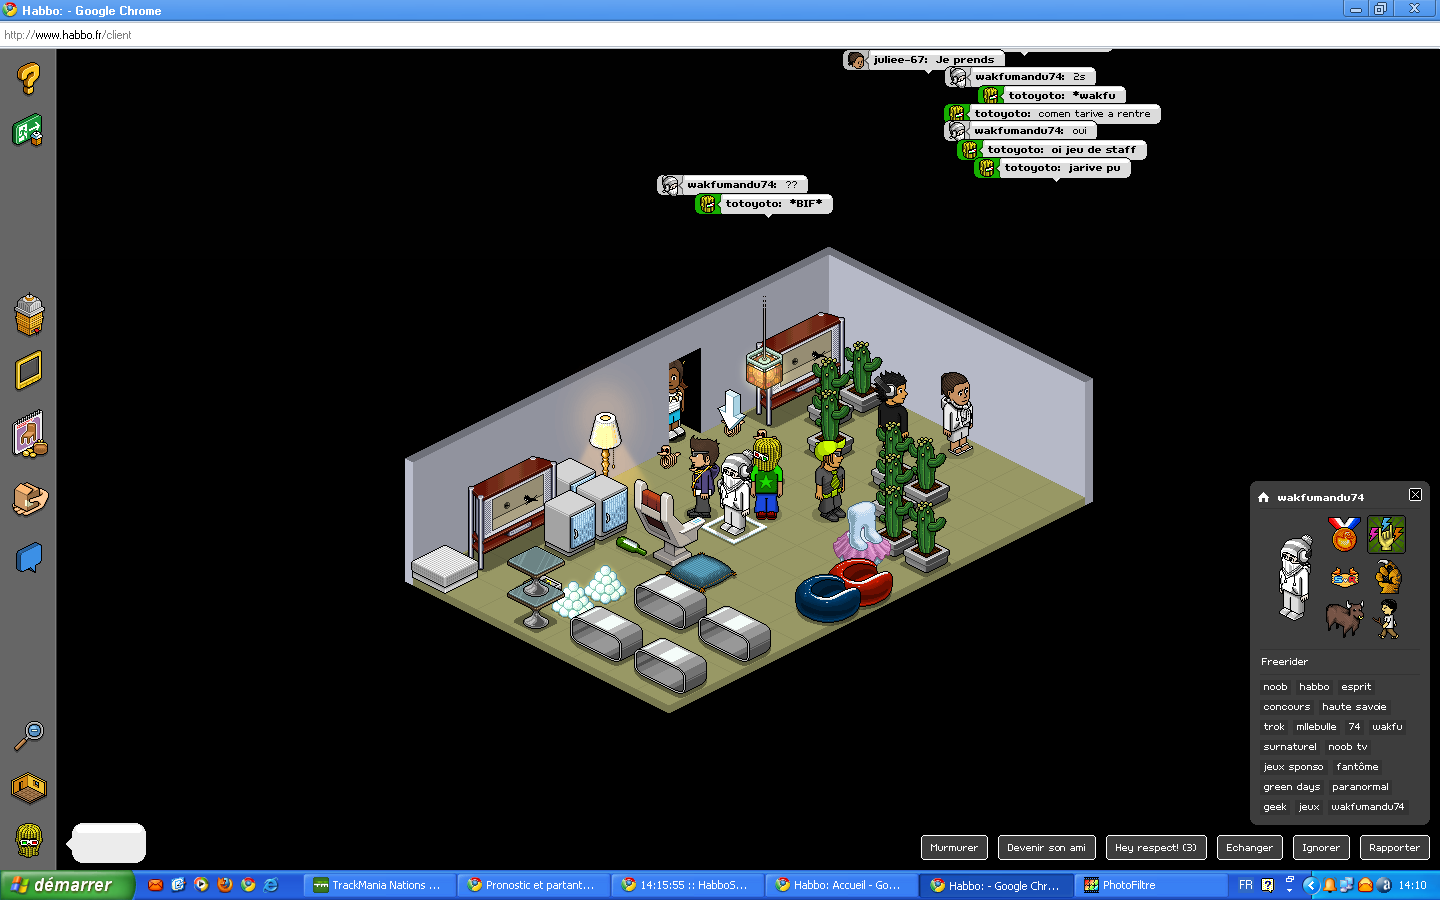 Habbo: - Google Chrome
http://www.habbo.fr/client
juliee-67: Je prends
wakfumandu74: 2s
totoyoto: *wakfu
totoyoto: comen tarive a rentre
wakfumandu74: oui
totoyoto: oi jeu de staff
totoyoto: jarive pu
wakfumandu74: ??
totoyoto: *BIF*
wakfumandu74
Freerider
noob habbo esprit
concours haute savoie
trok mllebulle 74 wakfu
surnaturel noob tv
jeux sponso fantôme
green days paranormal
geek jeux wakfumandu74
Murmurer Devenir son ami Hey respect! (3) Echanger Ignorer Rapporter
démarrer TrackMania Nations ... Pronostic et partant... 14:15:55 :: HabboS... Habbo: Accueil - Go... Habbo: - Google Chr... PhotoFiltre FR 14:10